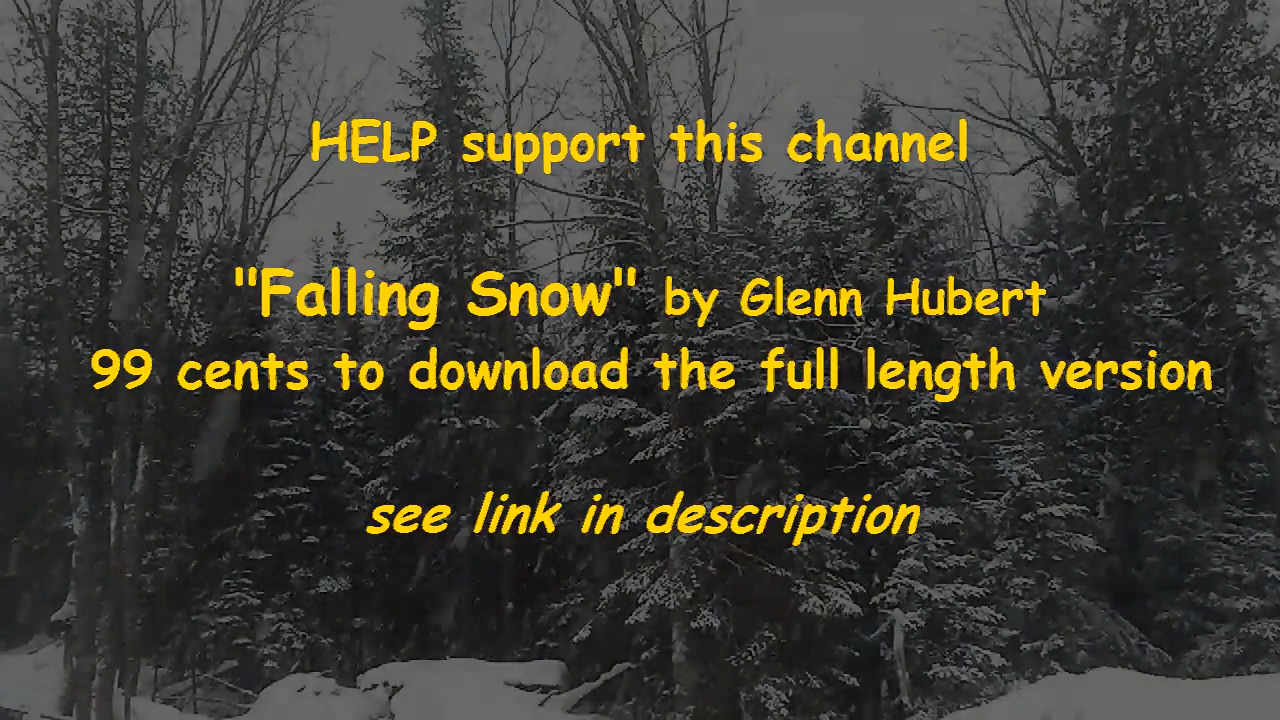 HELP support this channel
"Falling Snow" by Glenn Hubert
99 cents to download the full length version
see link in description